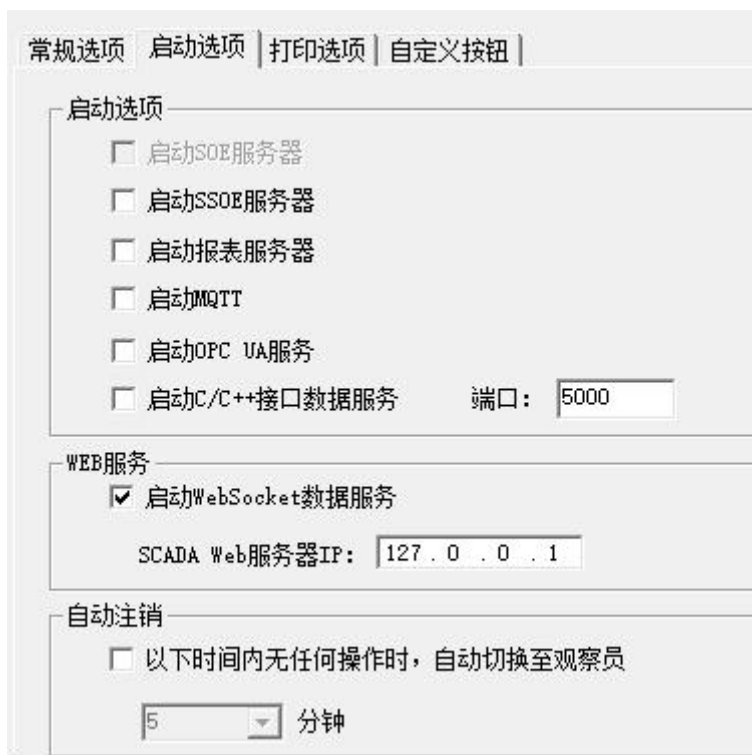 常规选项 启动选项 打印选项 自定义按钮
启动选项
启动SOE服务器
启动SSOE服务器
启动报表服务器
启动MQTT
启动OPC UA服务
启动C/C++接口数据服务 端口: 5000
WEB服务
启动WebSocket数据服务
SCADA Web服务器IP: 127 . 0 . 0 . 1
自动注销
以下时间内无任何操作时，自动切换至观察员
5 分钟